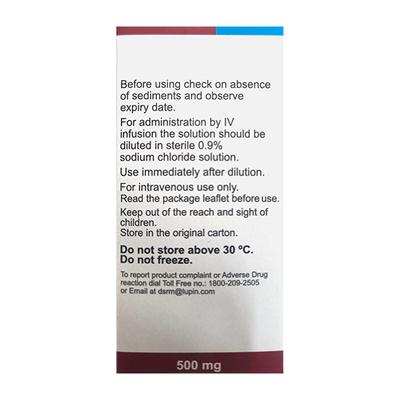 Before using check on absence
of sediments and observe
expiry date.
For administration by IV
infusion the solution should be
diluted in sterile 0.9%
sodium chloride solution.
Use immediately after dilution.
For intravenous use only.
Read the package leaflet before use.
Keep out of the reach and sight of
children.
Store in the original carton.
Do not store above 30 ºC.
Do not freeze.
To report product complaint or Adverse Drug
reaction dial Toll Free no.: 1800-209-2505
or Email at dsrm@lupin.com
500 mg